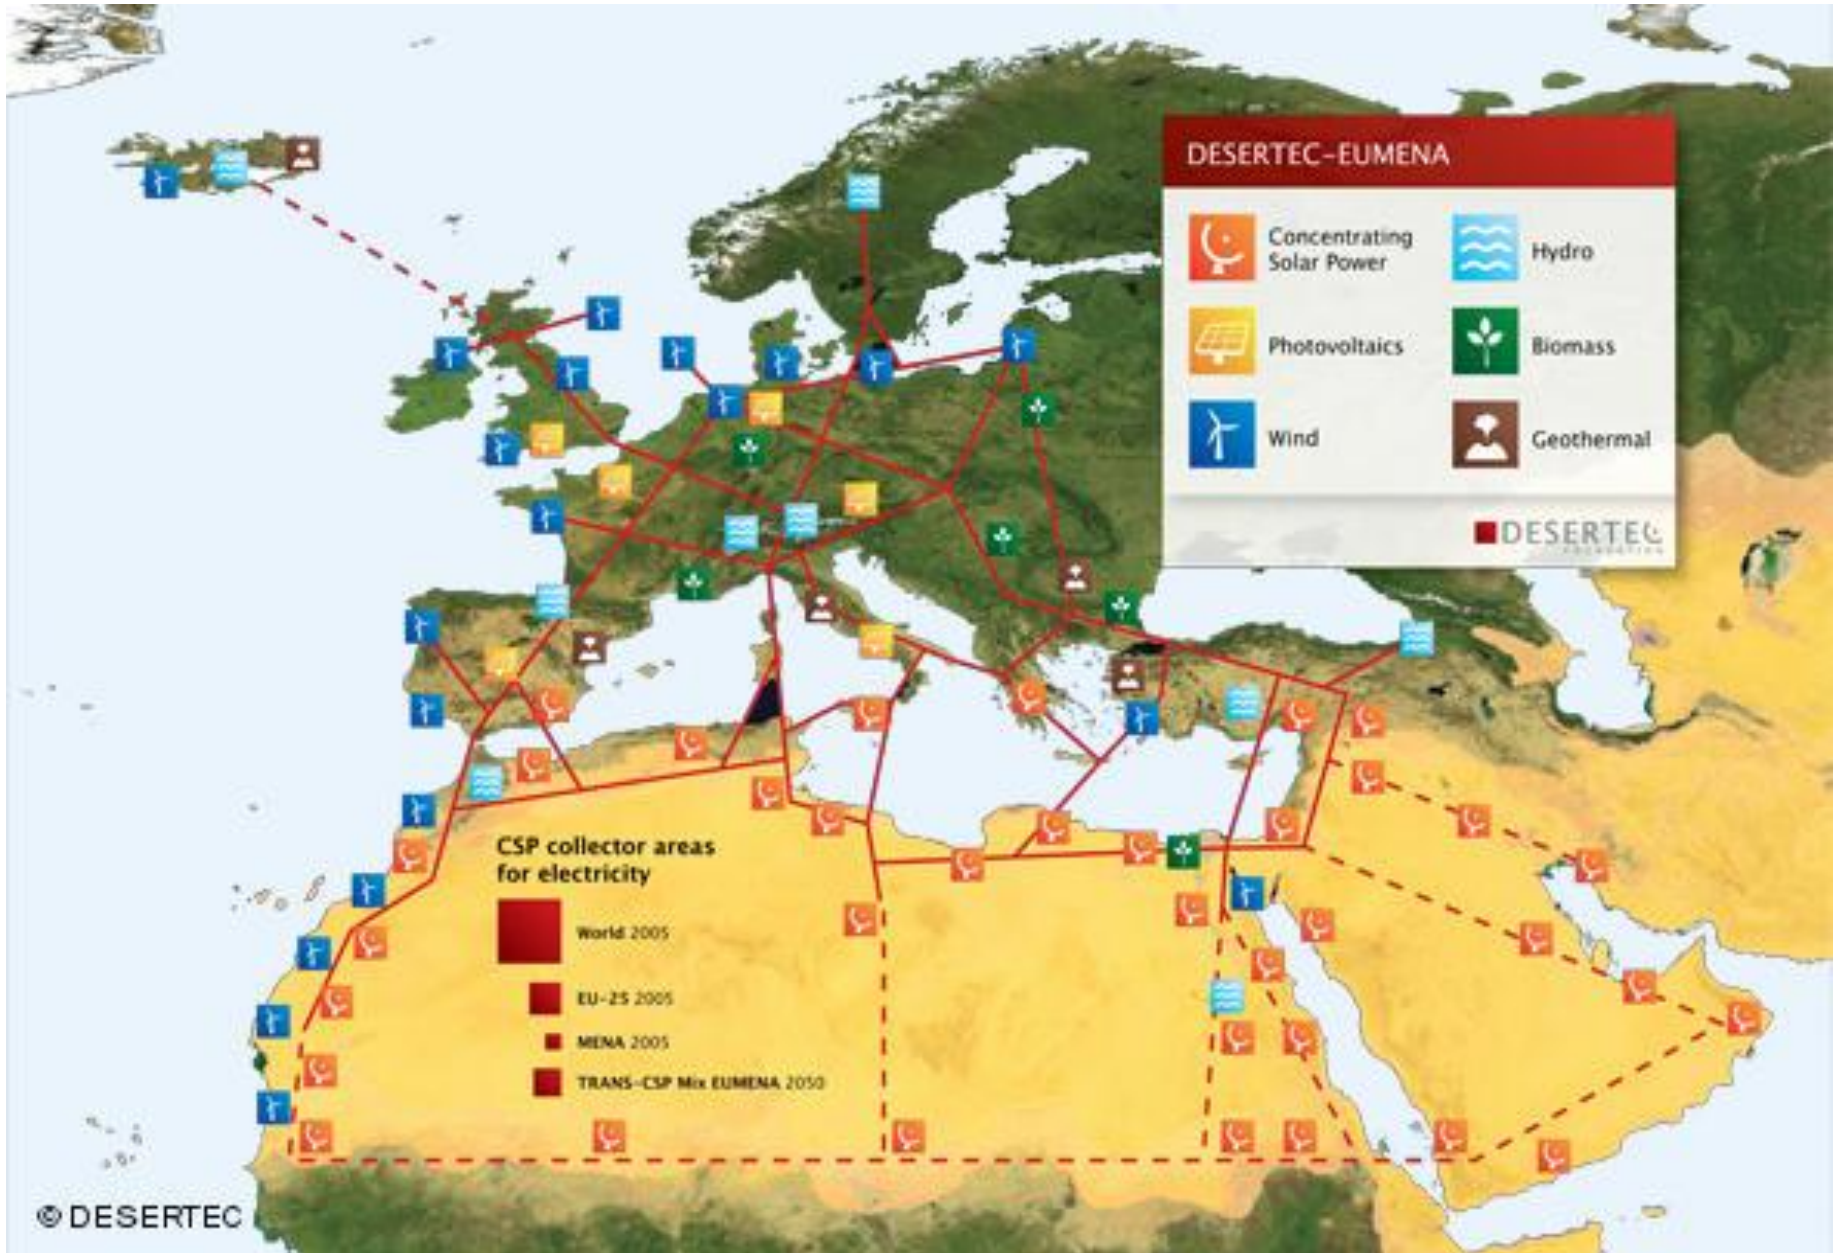 DESERTEC-EUMENA
Concentrating
Solar Power
Hydro
Photovoltaics
Biomass
Wind
Geothermal
DESERTEC
FOUNDATION
CSP collector areas
for electricity
World 2005
EU-25 2005
MENA 2005
TRANS-CSP Mix EUMENA 2050
© DESERTEC